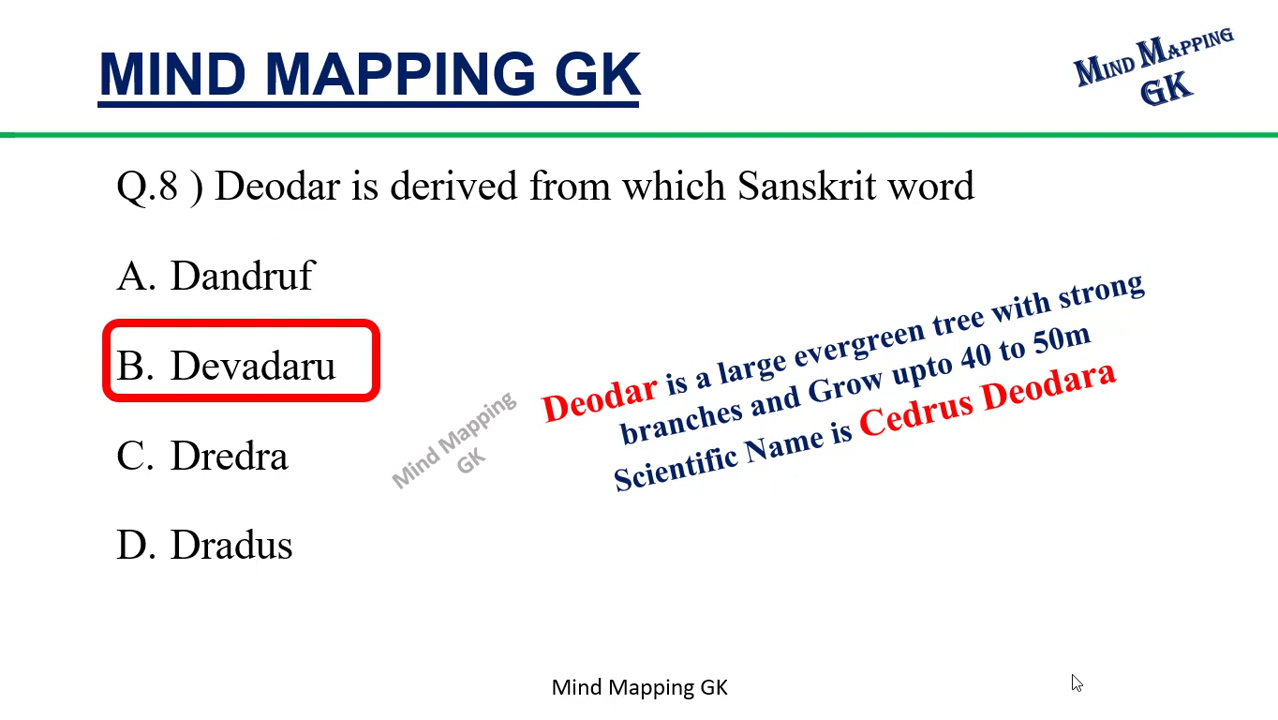 MIND MAPPING GK
MIND MAPPING
GK
Q.8 ) Deodar is derived from which Sanskrit word
A. Dandruf
B. Devadaru
C. Dredra
D. Dradus
Deodar is a large evergreen tree with strong
branches and Grow upto 40 to 50m
Scientific Name is Cedrus Deodara
Mind Mapping
GK
Mind Mapping GK